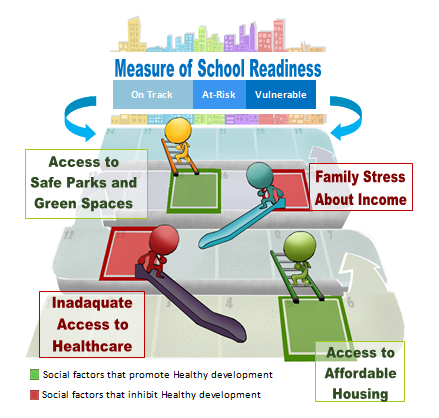 Measure of School Readiness
On Track
At-Risk
Vulnerable
Access to
Safe Parks and
Green Spaces
Family Stress
About Income
Inadaquate
Access to
Healthcare
Access to
Affordable
Housing
Social factors that promote Healthy development
Social factors that inhibit Healthy development